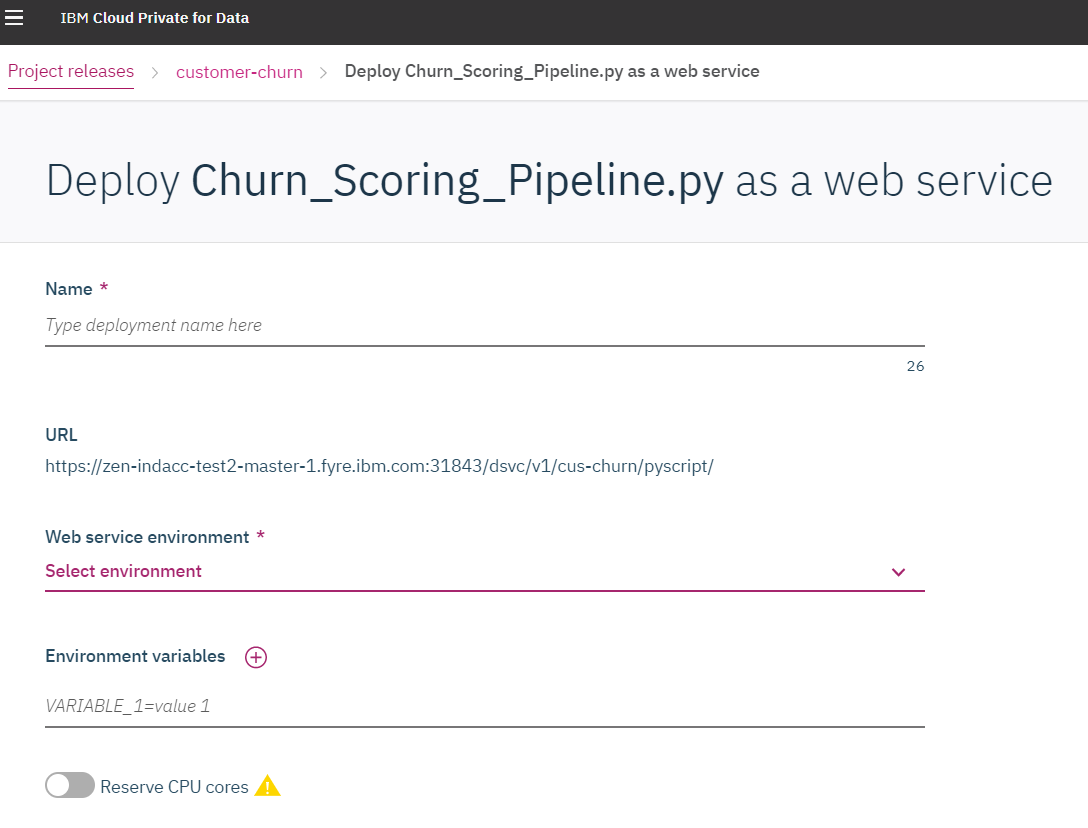 IBM Cloud Private for Data
Project releases > customer-churn > Deploy Churn_Scoring_Pipeline.py as a web service
Deploy Churn_Scoring_Pipeline.py as a web service
Name *
Type deployment name here
26
URL
https://zen-indacc-test2-master-1.fyre.ibm.com:31843/dsvc/v1/cus-churn/pyscript/
Web service environment *
Select environment
Environment variables
VARIABLE_1=value 1
Reserve CPU cores